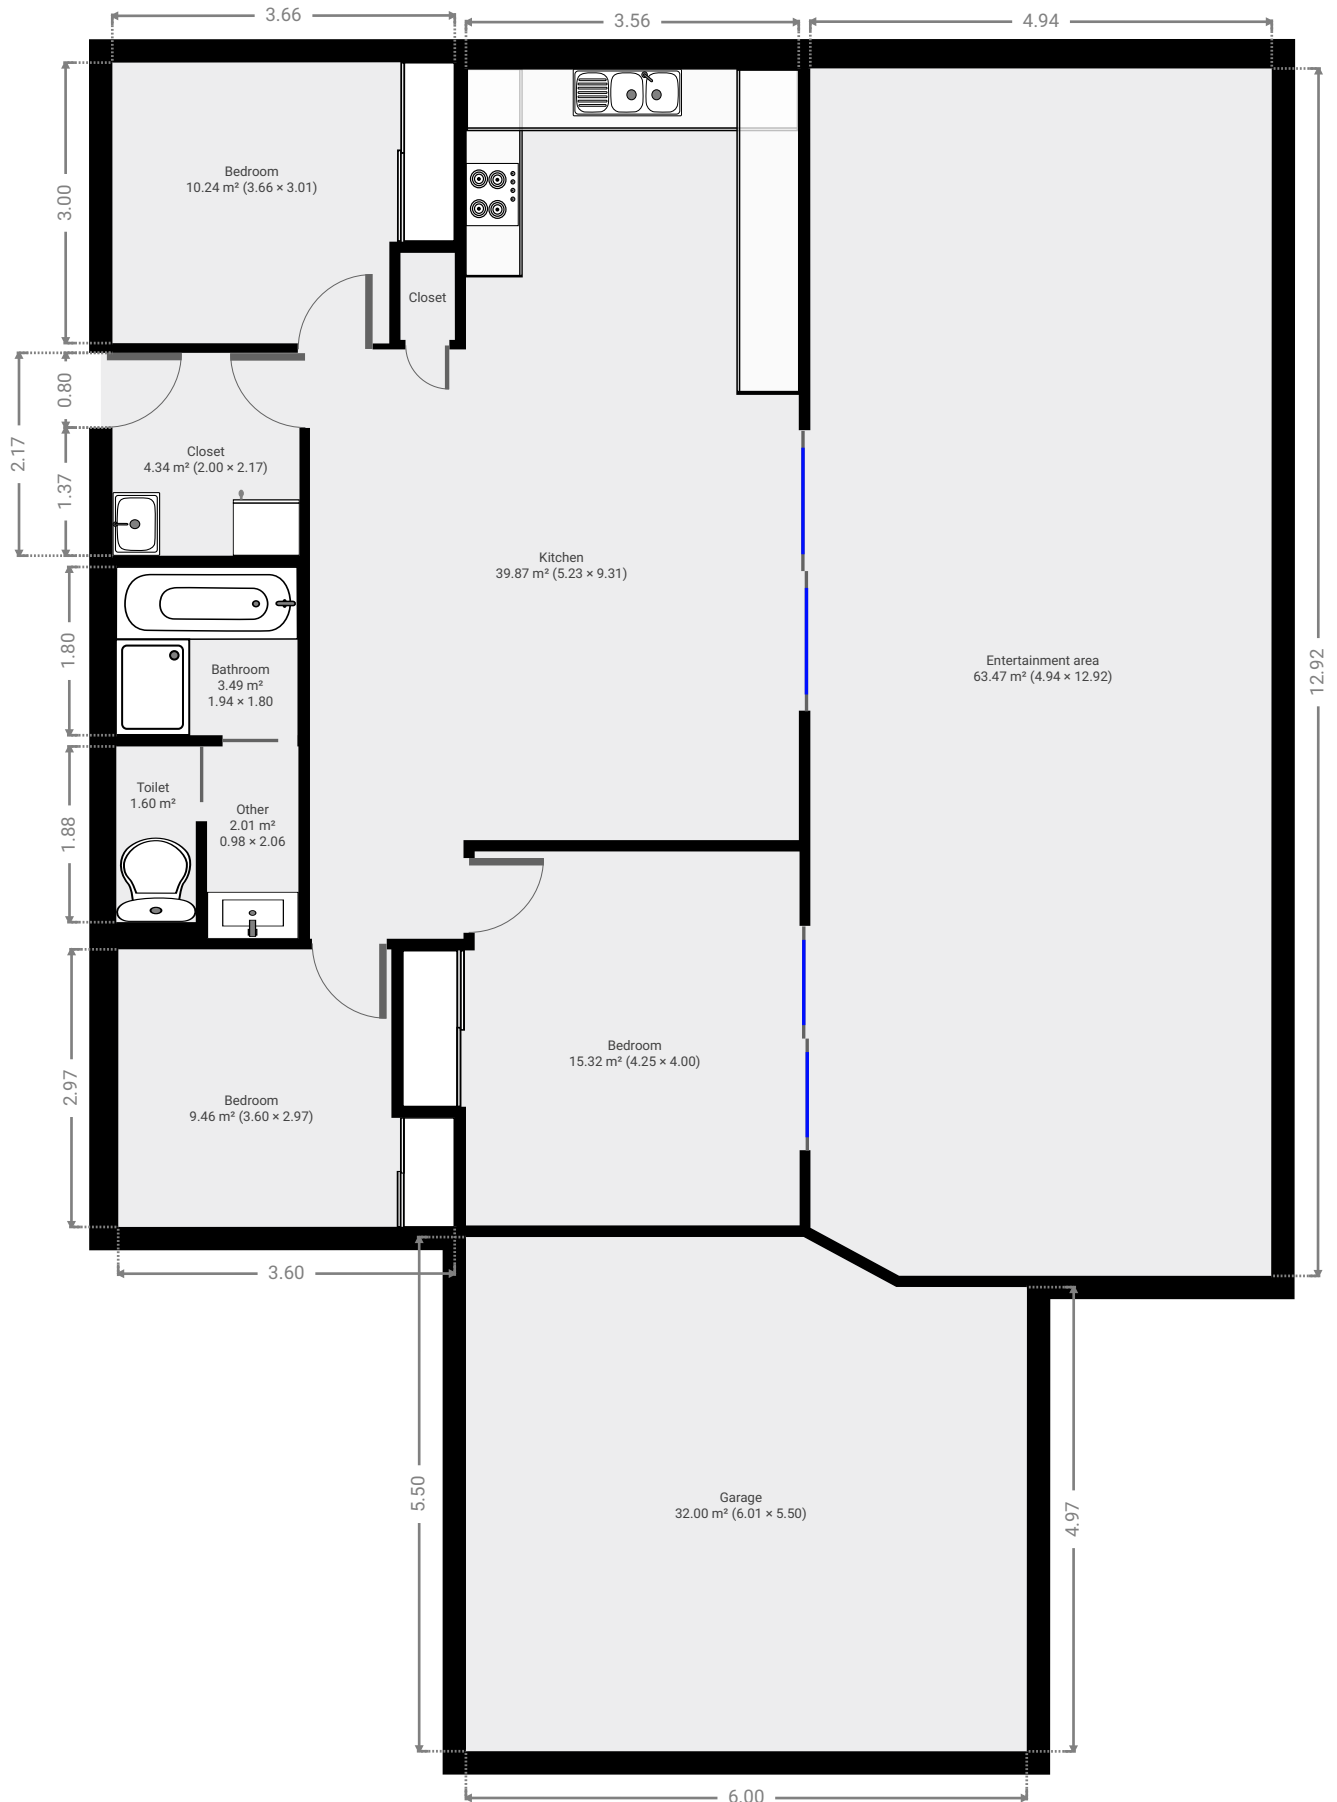 3.66
3.56
4.94
Bedroom
10.24 m² (3.66 × 3.01)
3.00
Closet
0.80
2.17
1.37
Closet
4.34 m² (2.00 × 2.17)
Kitchen
39.87 m² (5.23 × 9.31)
Entertainment area
63.47 m² (4.94 × 12.92)
12.92
1.80
Bathroom
3.49 m²
1.94 × 1.80
Toilet
1.60 m²
Other
2.01 m²
0.98 × 2.06
1.88
Bedroom
15.32 m² (4.25 × 4.00)
Bedroom
9.46 m² (3.60 × 2.97)
2.97
3.60
5.50
Garage
32.00 m² (6.01 × 5.50)
4.97
6.00